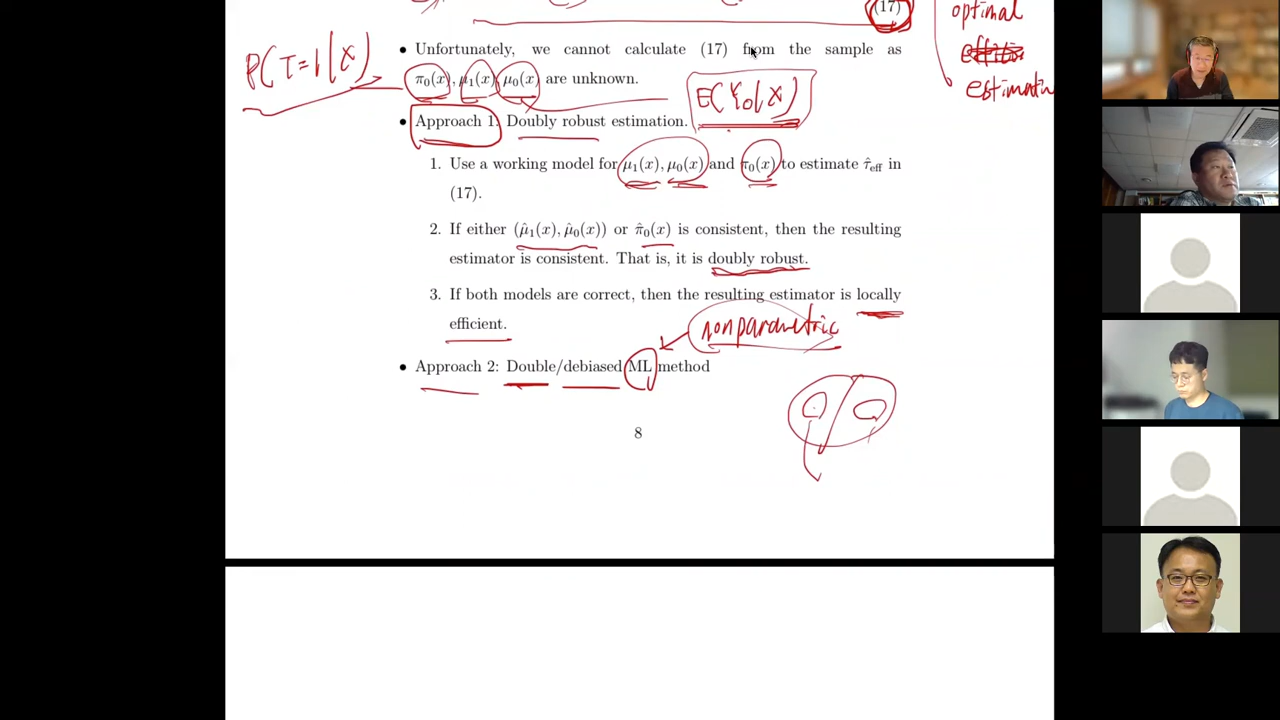 (17)
optimal
estimation
P(T=1|X)
• Unfortunately, we cannot calculate (17) from the sample as
π₀(x), μ₁(x), μ₀(x) are unknown.
E(Y₀|X)
• Approach 1: Doubly robust estimation.
1. Use a working model for μ₁(x), μ₀(x) and π₀(x) to estimate τ̂eff in
(17).
2. If either (μ̂₁(x), μ̂₀(x)) or π̂₀(x) is consistent, then the resulting
estimator is consistent. That is, it is doubly robust.
3. If both models are correct, then the resulting estimator is locally
efficient.
nonparametric
• Approach 2: Double/debiased ML method
8